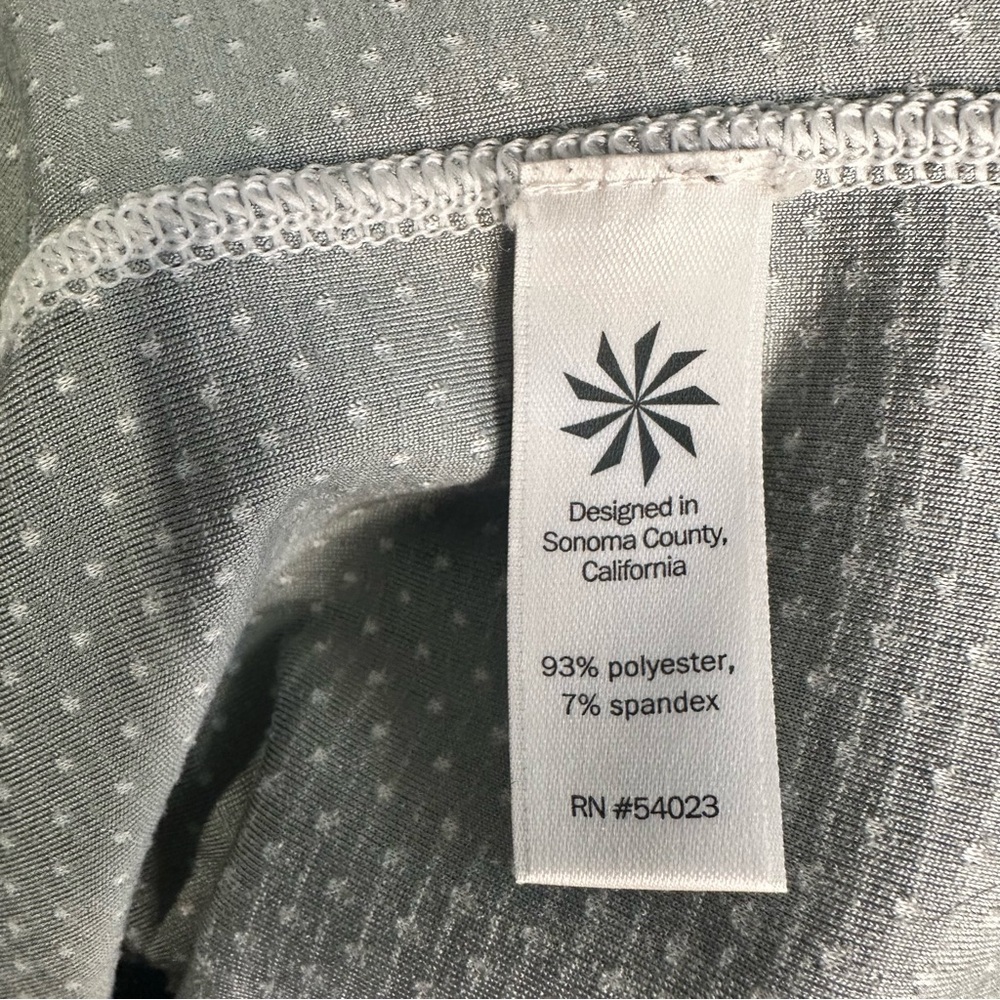 Designed in
Sonoma County,
California
93% polyester,
7% spandex
RN #54023